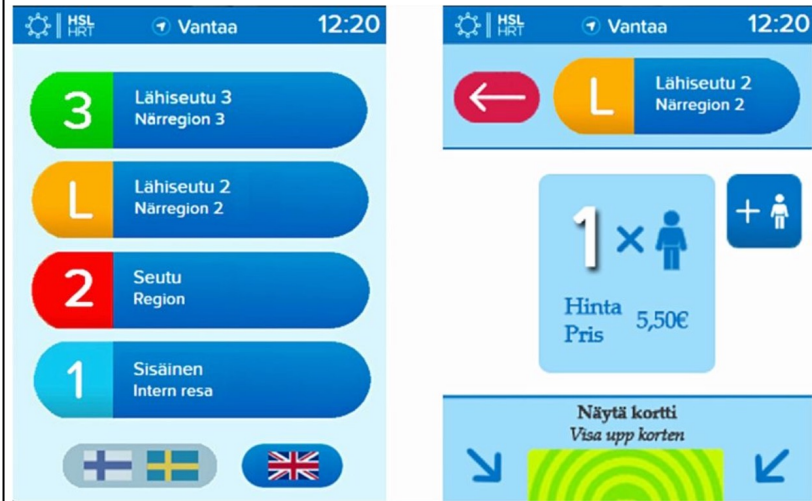 HSL
HRT
Vantaa
12:20
3
Lähiseutu 3
Närregion 3
L
Lähiseutu 2
Närregion 2
2
Seutu
Region
1
Sisäinen
Intern resa
HSL
HRT
Vantaa
12:20
L
Lähiseutu 2
Närregion 2
1 ×
+
Hinta
Pris
5,50€
Näytä kortti
Visa upp korten